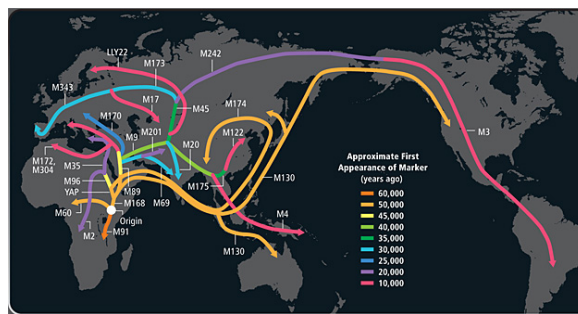 LLY22
M173
M242
M343
M45
M17
M174
M170
M9
M201
M20
M122
M3
M172,
M304
M35
M96
YAP
M89
M168
M69
M175
M130
M60
Origin
M2
M91
M4
M130
Approximate First
Appearance of Marker
(years ago)
60,000
50,000
45,000
40,000
35,000
30,000
25,000
20,000
10,000